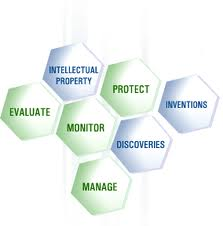 INTELLECTUAL
PROPERTY
PROTECT
EVALUATE
INVENTIONS
MONITOR
DISCOVERIES
MANAGE